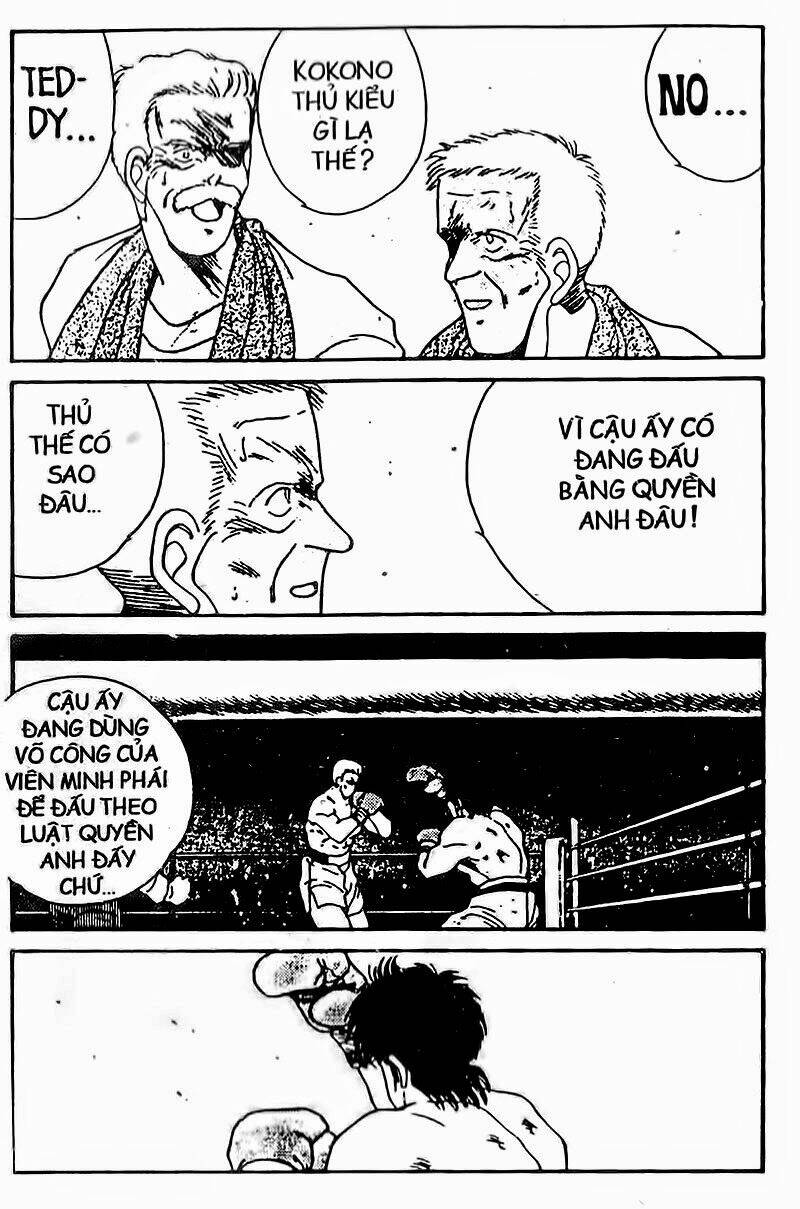 TED-
DY...
KOKONO
THỦ KIỂU
GÌ LẠ
THẾ?
NO...
THỦ
THẾ CÓ
SAO
ĐÂU...
VÌ CẬU ẤY CÓ
ĐANG ĐẤU
BẰNG QUYỀN
ANH ĐÂU!
CẬU ẤY
ĐANG DÙNG
VÕ CÔNG CỦA
VIÊN MINH PHÁI
ĐỂ ĐẤU THEO
LUẬT QUYỀN
ANH ĐẤY
CHỨ...